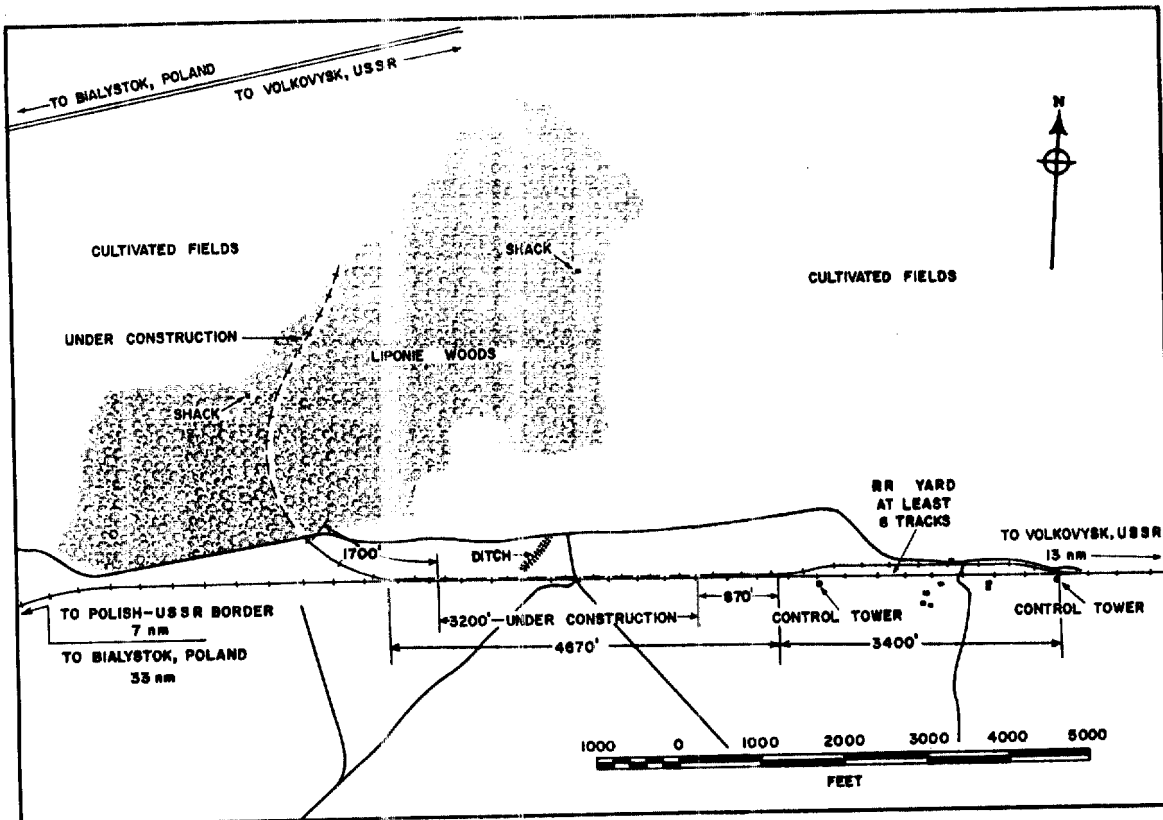 TO BIALYSTOK, POLAND
TO VOLKOVYSK, USSR
N
CULTIVATED FIELDS
SHACK
CULTIVATED FIELDS
UNDER CONSTRUCTION
LIPONIE WOODS
SHACK
RR YARD
AT LEAST
6 TRACKS
TO VOLKOVYSK, USSR
13 nm
1700'
DITCH
TO POLISH-USSR BORDER
7 nm
TO BIALYSTOK, POLAND
33 nm
3200'-UNDER CONSTRUCTION
870'
CONTROL TOWER
CONTROL TOWER
4670'
3400'
1000 0 1000 2000 3000 4000 5000
FEET